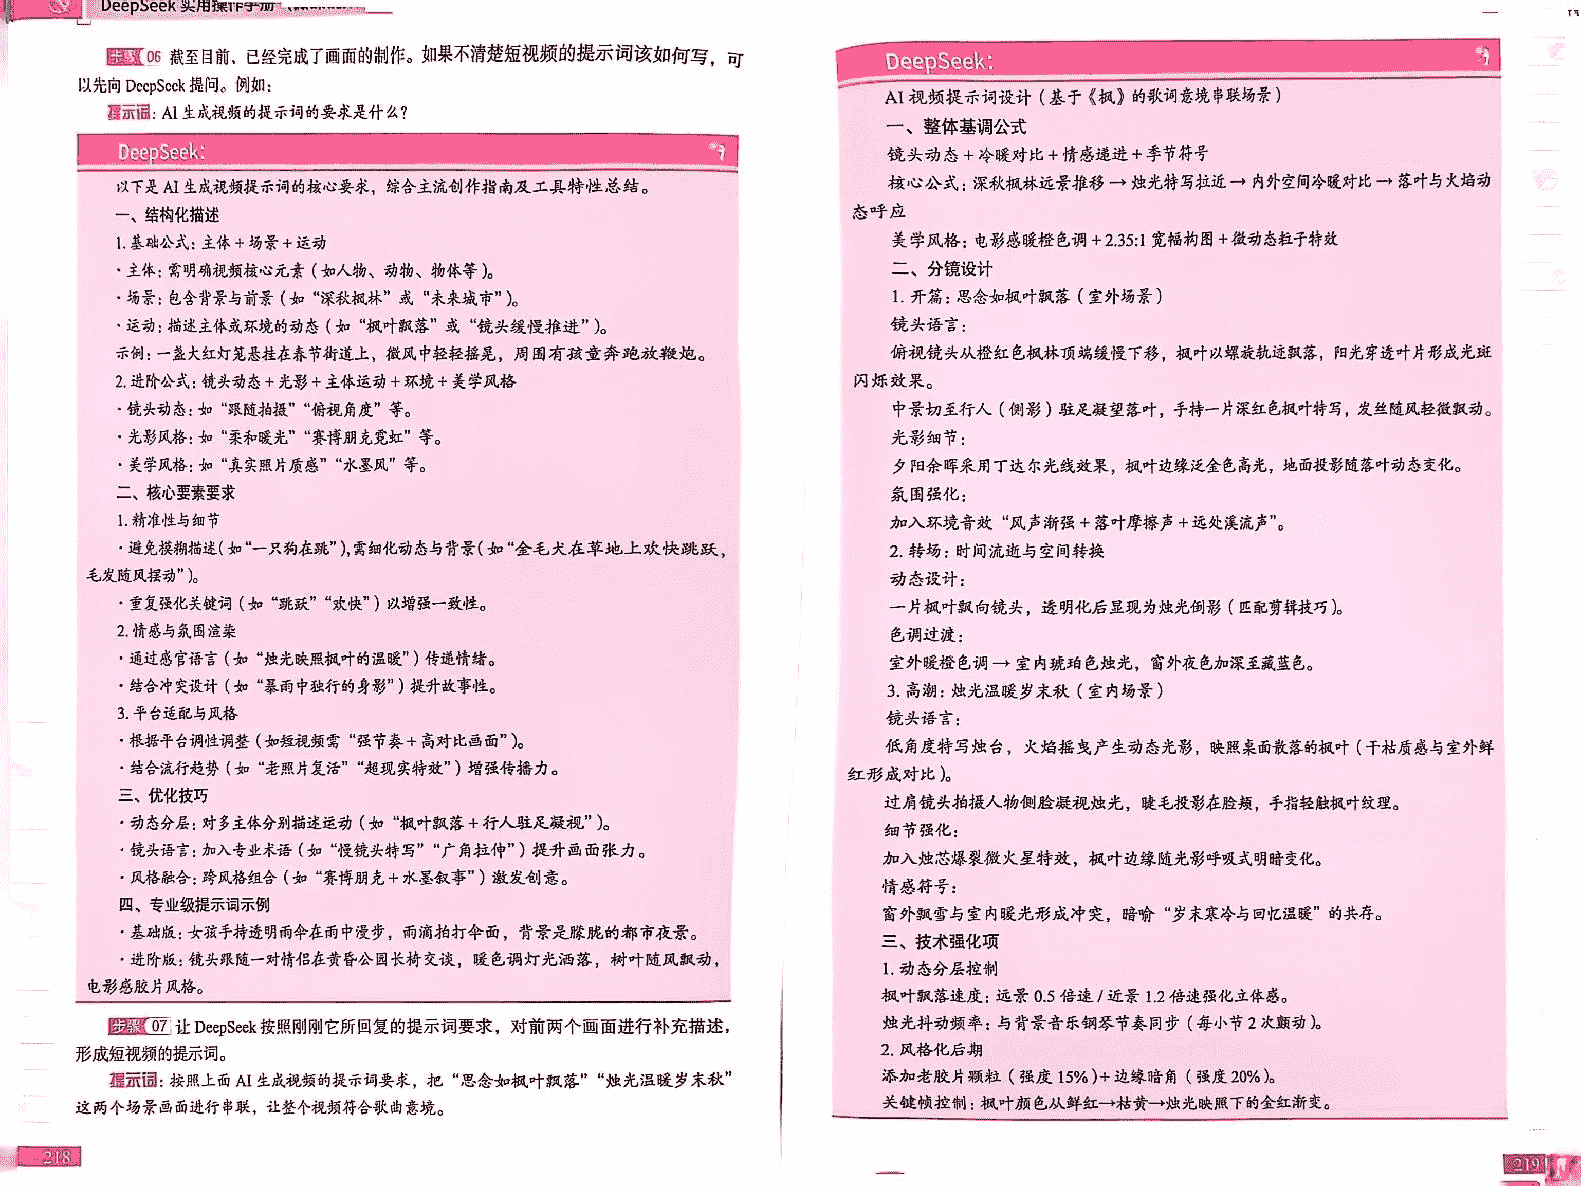 DeepSeek 实用操作手册
步骤 06 截至目前，已经完成了画面的制作。如果不清楚短视频的提示词该如何写，可
以先向 DeepSeek 提问。例如：
提示词：AI 生成视频的提示词的要求是什么？
DeepSeek：
以下是 AI 生成视频提示词的核心要求，综合主流创作指南及工具特性总结。
一、结构化描述
1. 基础公式：主体 + 场景 + 运动
·主体：需明确视频核心元素（如人物、动物、物体等）。
·场景：包含背景与前景（如“深秋枫林”或“未来城市”）。
·运动：描述主体或环境的动态（如“枫叶飘落”或“镜头缓慢推进”）。
示例：一盏大红灯笼悬挂在春节街道上，微风中轻轻摇晃，周围有孩童奔跑放鞭炮。
2. 进阶公式：镜头动态 + 光影 + 主体运动 + 环境 + 美学风格
·镜头动态：如“跟随拍摄”“俯视角度”等。
·光影风格：如“柔和暖光”“赛博朋克霓虹”等。
·美学风格：如“真实照片质感”“水墨风”等。
二、核心要素要求
1. 精准性与细节
·避免模糊描述（如“一只狗在跳”），需细化动态与背景（如“金毛犬在草地上欢快跳跃，
毛发随风摆动”）。
·重复强化关键词（如“跳跃”“欢快”）以增强一致性。
2. 情感与氛围渲染
·通过感官语言（如“烛光映照枫叶的温暖”）传递情绪。
·结合冲突设计（如“暴雨中独行的身影”）提升故事性。
3. 平台适配与风格
·根据平台调性调整（如短视频需“强节奏 + 高对比画面”）。
·结合流行趋势（如“老照片复活”“超现实特效”）增强传播力。
三、优化技巧
·动态分层：对多主体分别描述运动（如“枫叶飘落 + 行人驻足凝视”）。
·镜头语言：加入专业术语（如“慢镜头特写”“广角拉伸”）提升画面张力。
·风格融合：跨风格组合（如“赛博朋克 + 水墨叙事”）激发创意。
四、专业级提示词示例
·基础版：女孩手持透明雨伞在雨中漫步，雨滴拍打伞面，背景是朦胧的都市夜景。
·进阶版：镜头跟随一对情侣在黄昏公园长椅交谈，暖色调灯光洒落，树叶随风飘动，
电影感胶片风格。
步骤 07 让 DeepSeek 按照刚刚它所回复的提示词要求，对前两个画面进行补充描述，
形成短视频的提示词。
提示词：按照上面 AI 生成视频的提示词要求，把“思念如枫叶飘落”“烛光温暖岁末秋”
这两个场景画面进行串联，让整个视频符合歌曲意境。
218
DeepSeek：
AI 视频提示词设计（基于《枫》的歌词意境串联场景）
一、整体基调公式
镜头动态 + 冷暖对比 + 情感递进 + 季节符号
核心公式：深秋枫林远景推移 → 烛光特写拉近 → 内外空间冷暖对比 → 落叶与火焰动
态呼应
美学风格：电影感暖橙色调 + 2.35:1 宽幅构图 + 微动态粒子特效
二、分镜设计
1. 开篇：思念如枫叶飘落（室外场景）
镜头语言：
俯视镜头从橙红色枫林顶端缓慢下移，枫叶以螺旋轨迹飘落，阳光穿透叶片形成光斑
闪烁效果。
中景切至行人（侧影）驻足凝望落叶，手持一片深红色枫叶特写，发丝随风轻微飘动。
光影细节：
夕阳余晖采用丁达尔光线效果，枫叶边缘泛金色高光，地面投影随落叶动态变化。
氛围强化：
加入环境音效“风声渐强 + 落叶摩擦声 + 远处溪流声”。
2. 转场：时间流逝与空间转换
动态设计：
一片枫叶飘向镜头，透明化后显现为烛光倒影（匹配剪辑技巧）。
色调过渡：
室外暖橙色调 → 室内琥珀色烛光，窗外夜色加深至藏蓝色。
3. 高潮：烛光温暖岁末秋（室内场景）
镜头语言：
低角度特写烛台，火焰摇曳产生动态光影，映照桌面散落的枫叶（干枯质感与室外鲜
红形成对比）。
过肩镜头拍摄人物侧脸凝视烛光，睫毛投影在脸颊，手指轻触枫叶纹理。
细节强化：
加入烛芯爆裂微火星特效，枫叶边缘随光影呼吸式明暗变化。
情感符号：
窗外飘雪与室内暖光形成冲突，暗喻“岁末寒冷与回忆温暖”的共存。
三、技术强化项
1. 动态分层控制
枫叶飘落速度：远景 0.5 倍速 / 近景 1.2 倍速强化立体感。
烛光抖动频率：与背景音乐钢琴节奏同步（每小节 2 次颤动）。
2. 风格化后期
添加老胶片颗粒（强度 15%）+ 边缘暗角（强度 20%）。
关键帧控制：枫叶颜色从鲜红→枯黄→烛光映照下的金红渐变。
219